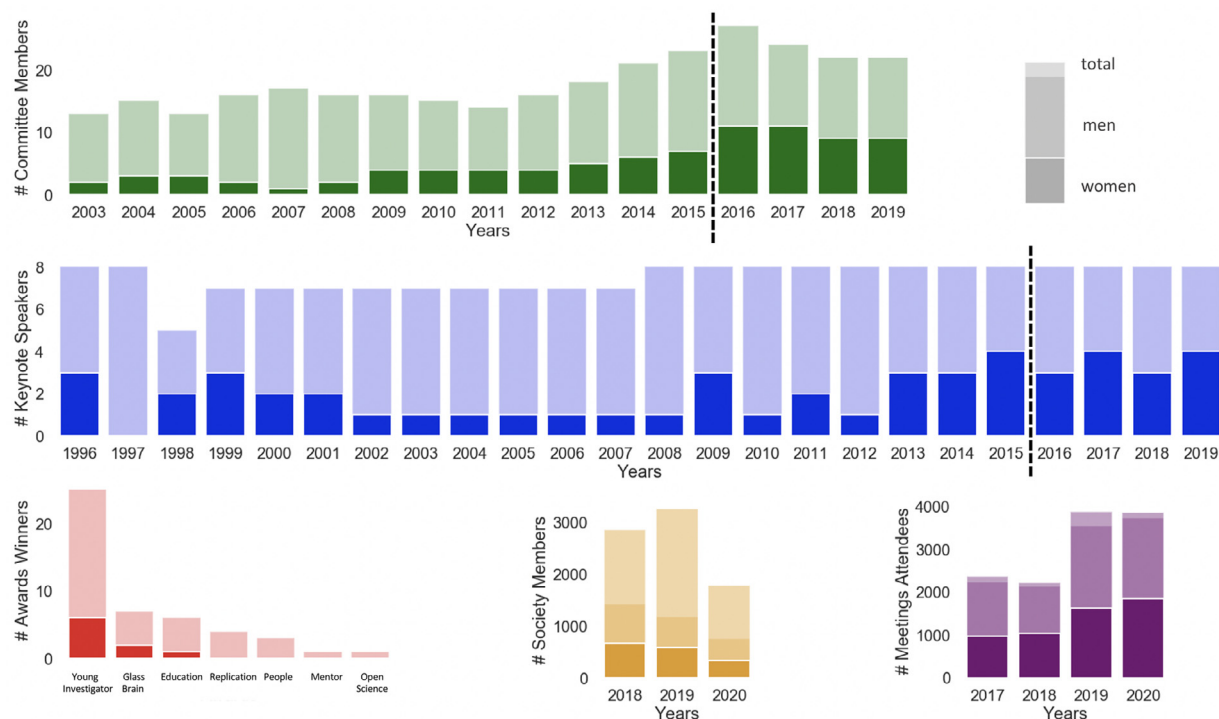 # Committee Members
20
10
0
2003 2004 2005 2006 2007 2008 2009 2010 2011 2012 2013 2014 2015 2016 2017 2018 2019
Years
total
men
women
# Keynote Speakers
8
6
4
2
0
1996 1997 1998 1999 2000 2001 2002 2003 2004 2005 2006 2007 2008 2009 2010 2011 2012 2013 2014 2015 2016 2017 2018 2019
Years
# Awards Winners
20
10
0
Young Glass Education Replication People Mentor Open
Investigator Brain Science
# Society Members
3000
2000
1000
0
2018 2019 2020
Years
# Meetings Attendees
4000
3000
2000
1000
0
2017 2018 2019 2020
Years